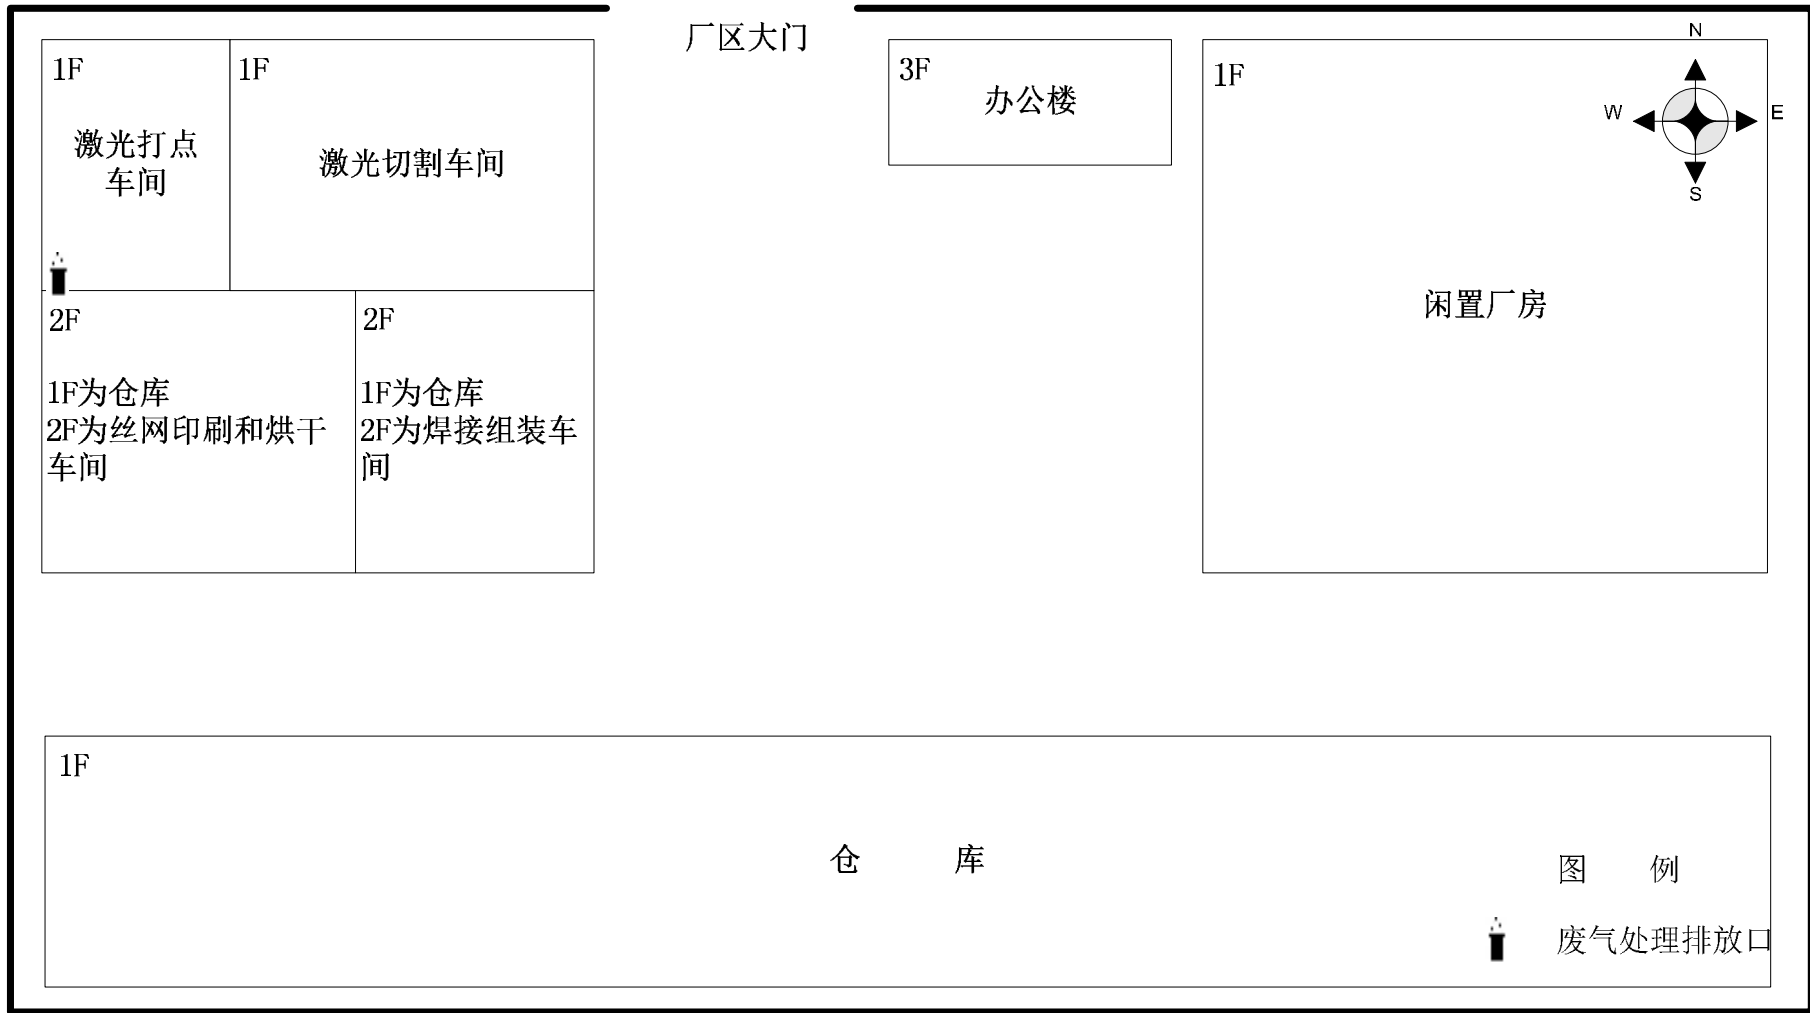 厂区大门
1F
激光打点
车间
1F
激光切割车间
3F
办公楼
1F
闲置厂房
N
W
E
S
2F
1F为仓库
2F为丝网印刷和烘干
车间
2F
1F为仓库
2F为焊接组装车
间
1F
仓 库
图 例
废气处理排放口